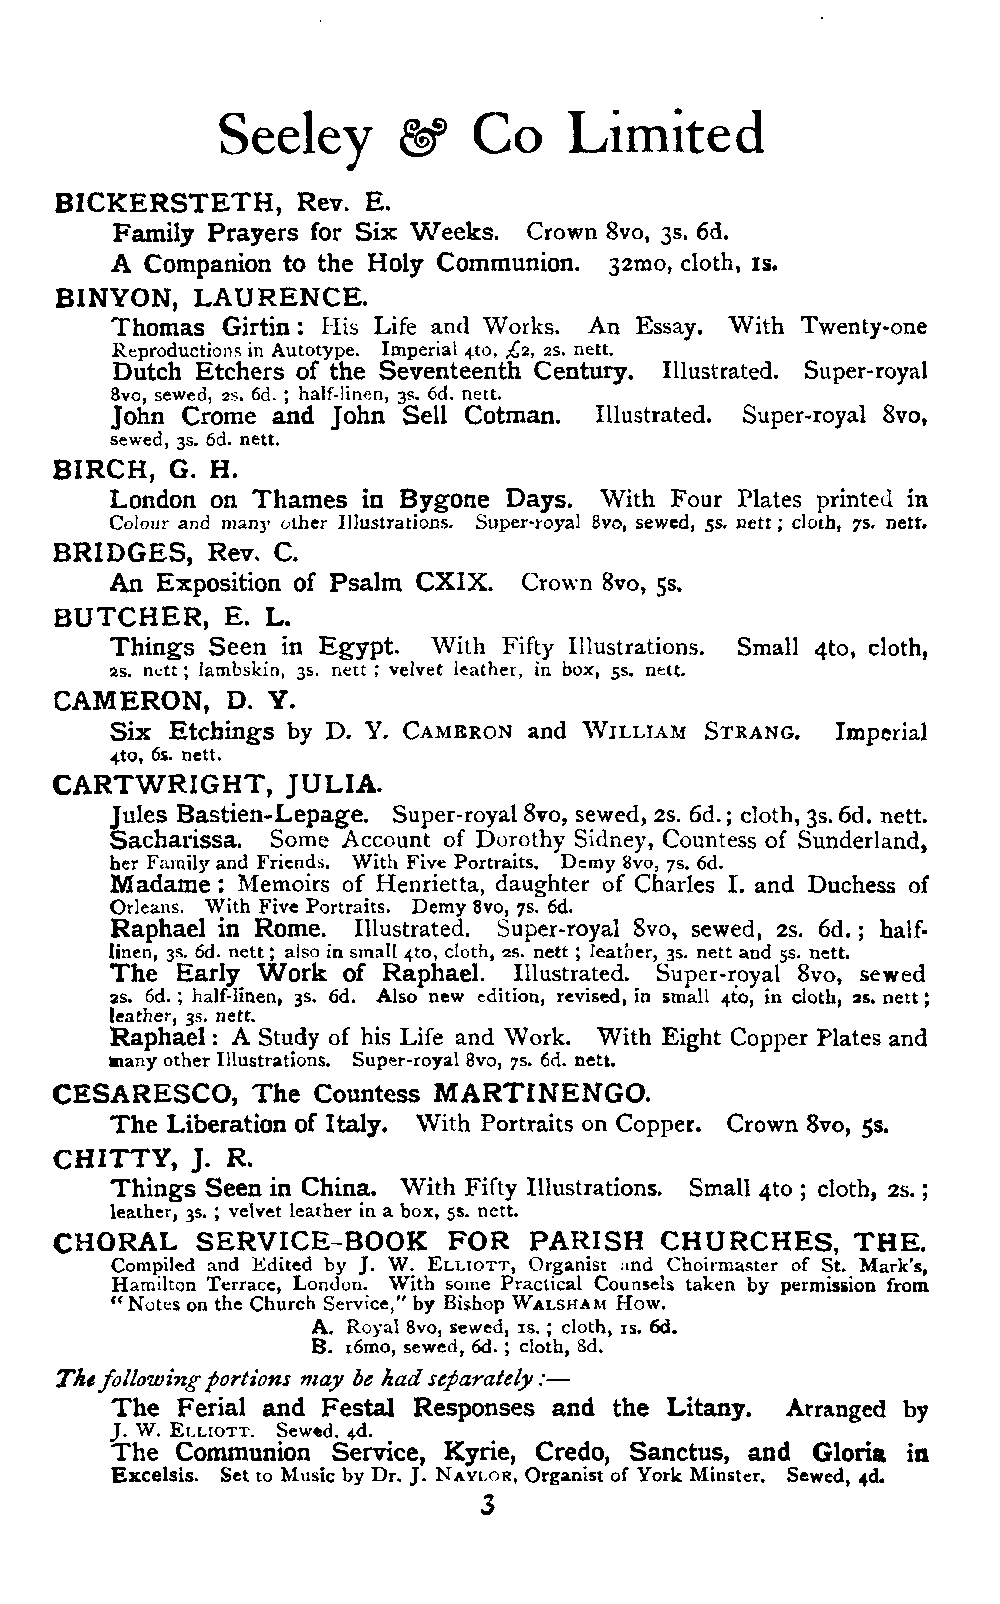 Seeley & Co Limited
BICKERSTETH, Rev. E.
Family Prayers for Six Weeks. Crown 8vo, 3s. 6d.
A Companion to the Holy Communion. 32mo, cloth, 1s.
BINYON, LAURENCE.
Thomas Girtin: His Life and Works. An Essay. With Twenty-one
Reproductions in Autotype. Imperial 4to, £2, 2s. nett.
Dutch Etchers of the Seventeenth Century. Illustrated. Super-royal
8vo, sewed, 2s. 6d.; half-linen, 3s. 6d. nett.
John Crome and John Sell Cotman. Illustrated. Super-royal 8vo,
sewed, 3s. 6d. nett.
BIRCH, G. H.
London on Thames in Bygone Days. With Four Plates printed in
Colour and many other Illustrations. Super-royal 8vo, sewed, 5s. nett; cloth, 7s. nett.
BRIDGES, Rev. C.
An Exposition of Psalm CXIX. Crown 8vo, 5s.
BUTCHER, E. L.
Things Seen in Egypt. With Fifty Illustrations. Small 4to, cloth,
2s. nett; lambskin, 3s. nett; velvet leather, in box, 5s. nett.
CAMERON, D. Y.
Six Etchings by D. Y. CAMERON and WILLIAM STRANG. Imperial
4to, 6s. nett.
CARTWRIGHT, JULIA.
Jules Bastien-Lepage. Super-royal 8vo, sewed, 2s. 6d.; cloth, 3s. 6d. nett.
Sacharissa. Some Account of Dorothy Sidney, Countess of Sunderland,
her Family and Friends. With Five Portraits. Demy 8vo, 7s. 6d.
Madame: Memoirs of Henrietta, daughter of Charles I. and Duchess of
Orleans. With Five Portraits. Demy 8vo, 7s. 6d.
Raphael in Rome. Illustrated. Super-royal 8vo, sewed, 2s. 6d.; half-
linen, 3s. 6d. nett; also in small 4to, cloth, 2s. nett; leather, 3s. nett and 5s. nett.
The Early Work of Raphael. Illustrated. Super-royal 8vo, sewed
2s. 6d.; half-linen, 3s. 6d. Also new edition, revised, in small 4to, in cloth, 2s. nett;
leather, 3s. nett.
Raphael: A Study of his Life and Work. With Eight Copper Plates and
many other Illustrations. Super-royal 8vo, 7s. 6d. nett.
CESARESCO, The Countess MARTINENGO.
The Liberation of Italy. With Portraits on Copper. Crown 8vo, 5s.
CHITTY, J. R.
Things Seen in China. With Fifty Illustrations. Small 4to; cloth, 2s.;
leather, 3s.; velvet leather in a box, 5s. nett.
CHORAL SERVICE-BOOK FOR PARISH CHURCHES, THE.
Compiled and Edited by J. W. ELLIOTT, Organist and Choirmaster of St. Mark's,
Hamilton Terrace, London. With some Practical Counsels taken by permission from
"Notes on the Church Service," by Bishop WALSHAM HOW.
A. Royal 8vo, sewed, 1s.; cloth, 1s. 6d.
B. 16mo, sewed, 6d.; cloth, 8d.
The following portions may be had separately:—
The Ferial and Festal Responses and the Litany. Arranged by
J. W. ELLIOTT. Sewed, 4d.
The Communion Service, Kyrie, Credo, Sanctus, and Gloria in
Excelsis. Set to Music by Dr. J. NAYLOR, Organist of York Minster. Sewed, 4d.
3